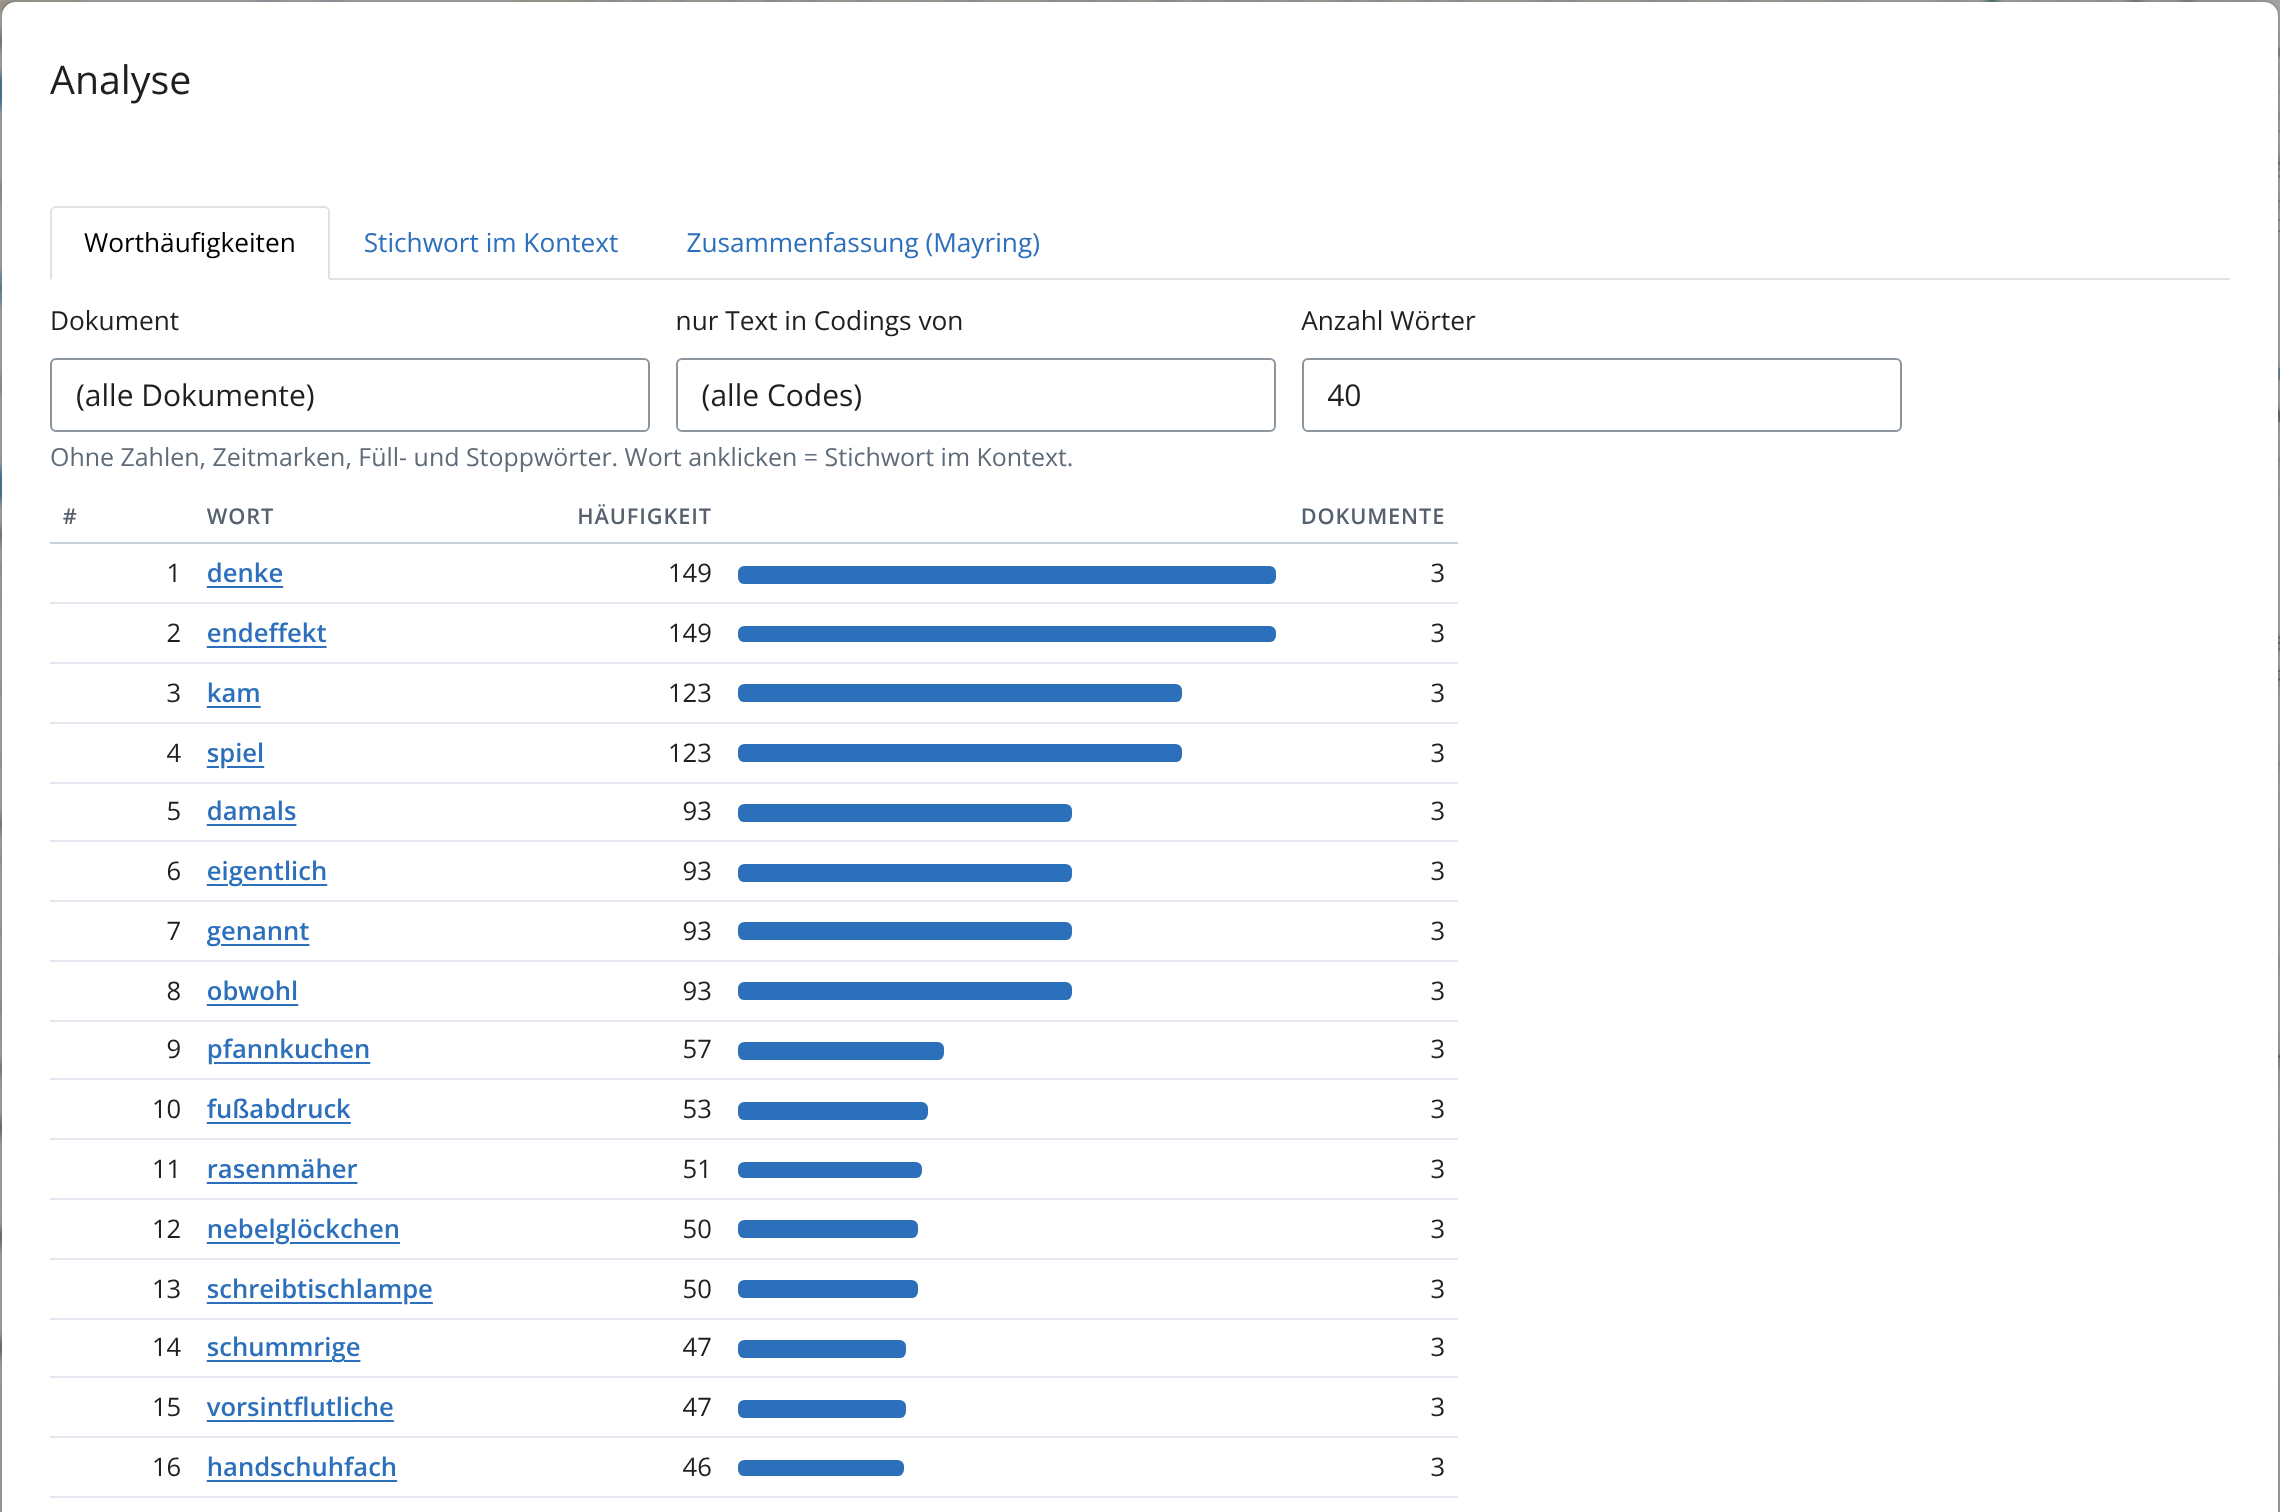 Analyse
Worthäufigkeiten Stichwort im Kontext Zusammenfassung (Mayring)
Dokument nur Text in Codings von Anzahl Wörter
(alle Dokumente) (alle Codes) 40
Ohne Zahlen, Zeitmarken, Füll- und Stoppwörter. Wort anklicken = Stichwort im Kontext.
# WORT HÄUFIGKEIT DOKUMENTE
1 denke 149 3
2 endeffekt 149 3
3 kam 123 3
4 spiel 123 3
5 damals 93 3
6 eigentlich 93 3
7 genannt 93 3
8 obwohl 93 3
9 pfannkuchen 57 3
10 fußabdruck 53 3
11 rasenmäher 51 3
12 nebelglöckchen 50 3
13 schreibtischlampe 50 3
14 schummrige 47 3
15 vorsintflutliche 47 3
16 handschuhfach 46 3